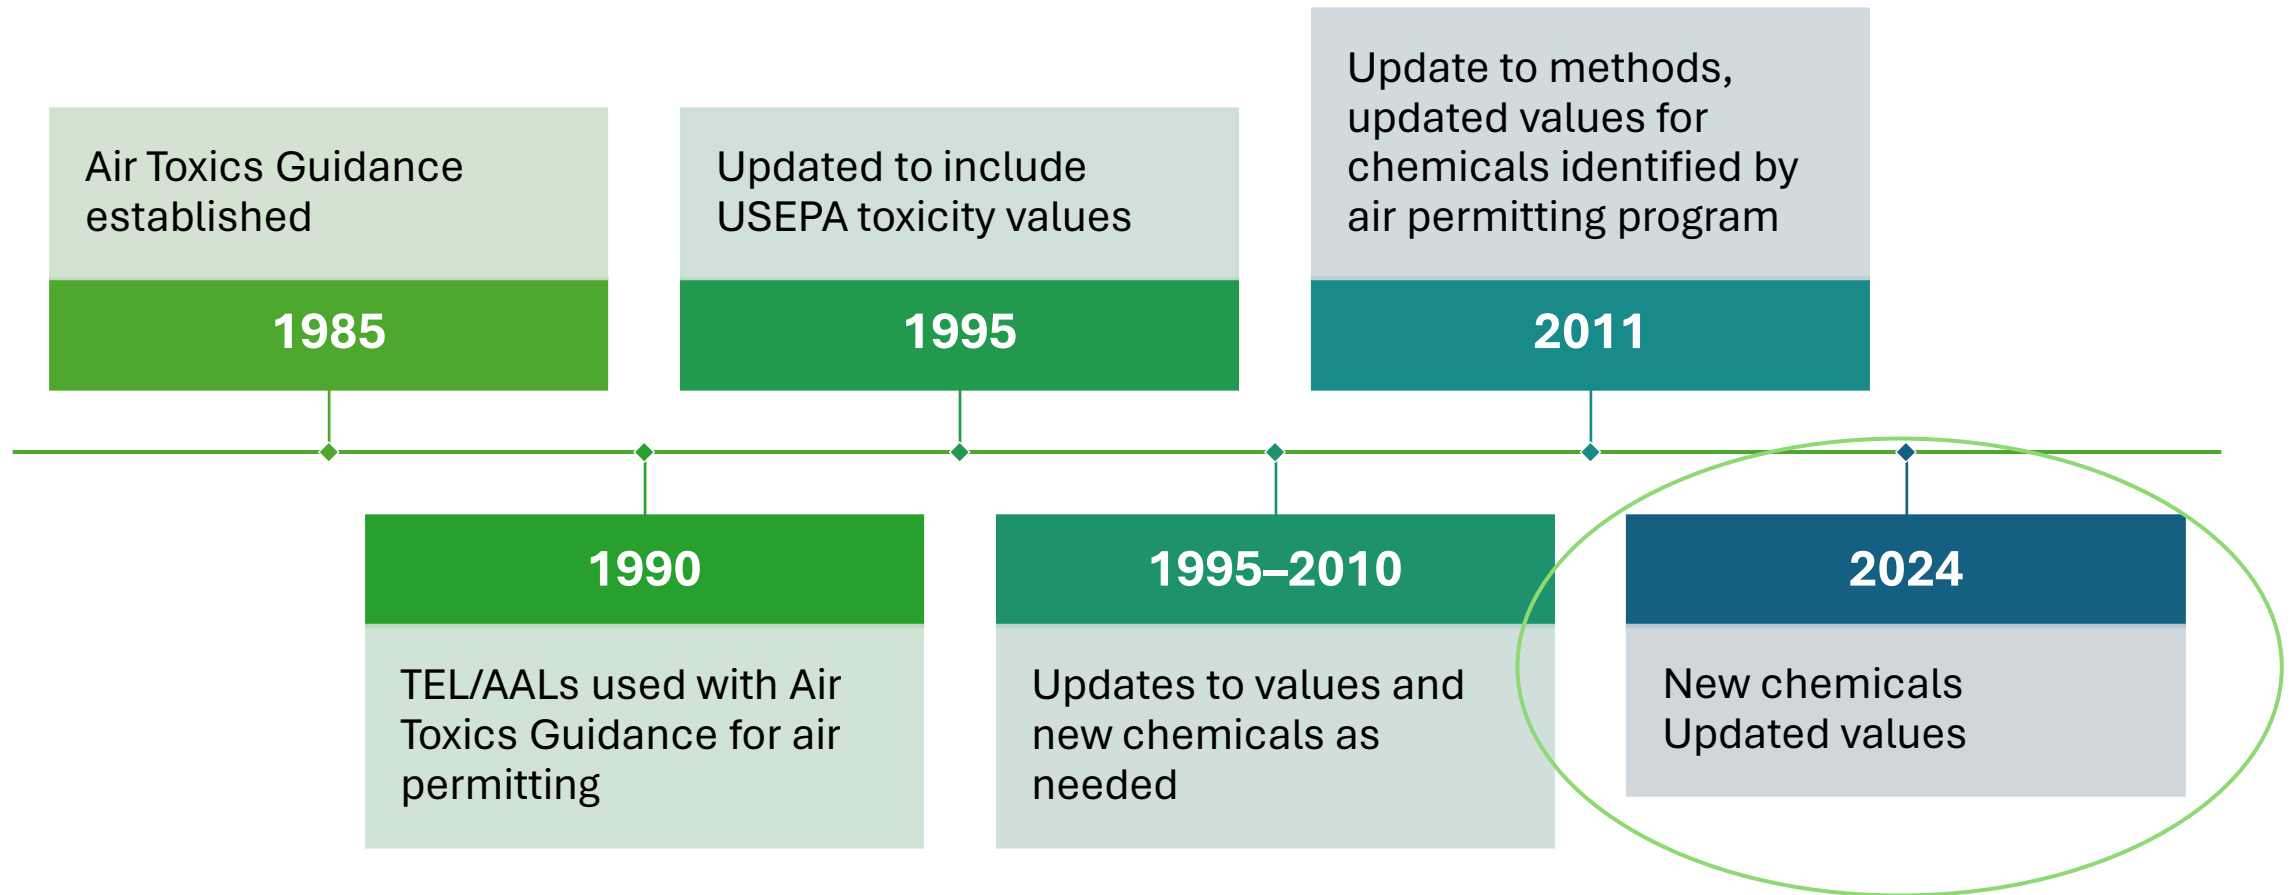 Air Toxics Guidance
established
1985
1990
TEL/AALs used with Air
Toxics Guidance for air
permitting
Updated to include
USEPA toxicity values
1995
1995–2010
Updates to values and
new chemicals as
needed
Update to methods,
updated values for
chemicals identified by
air permitting program
2011
2024
New chemicals
Updated values